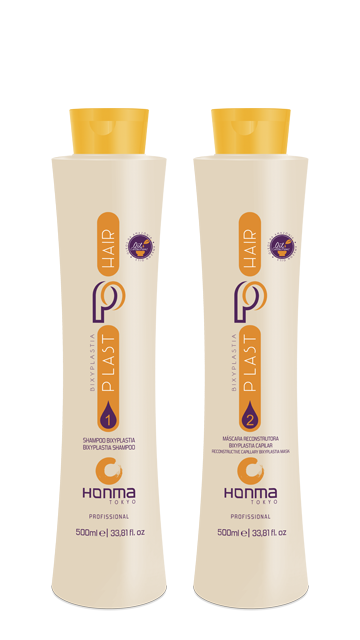 HAIR
P
PLAST
BIXYPLASTIA
1
SHAMPOO BIXYPLASTIA
BIXYPLASTIA SHAMPOO
HONMA
TOKYO
PROFISSIONAL
500ml e | 33,81 fl. oz
HAIR
P
PLAST
BIXYPLASTIA
2
MÁSCARA RECONSTRUTORA
BIXYPLASTIA CAPILAR
RECONSTRUCTIVE CAPILLARY BIXYPLASTIA MASK
HONMA
TOKYO
PROFISSIONAL
500ml e | 33,81 fl. oz